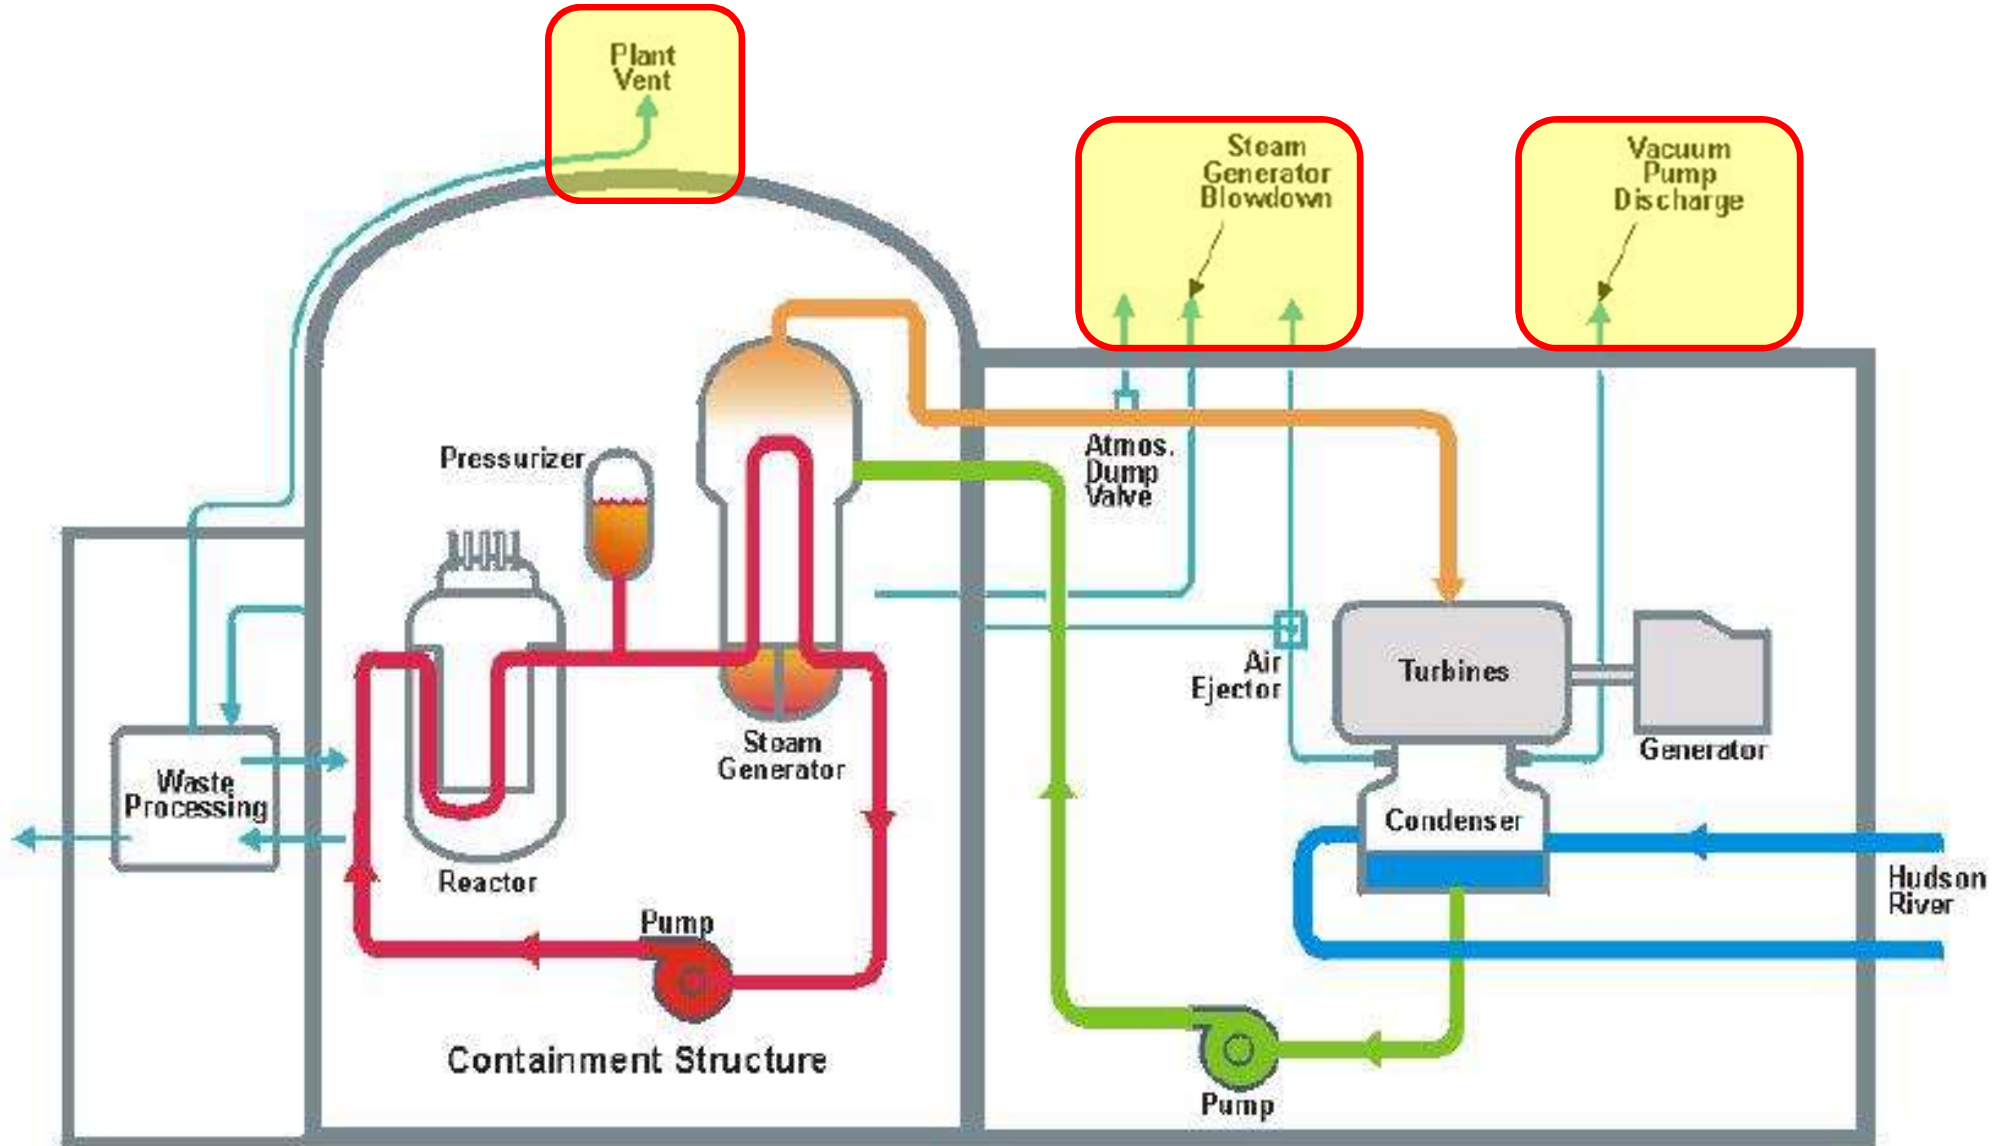 Plant
Vent
Steam
Generator
Blowdown
Vacuum
Pump
Discharge
Pressurizer
Atmos.
Dump
Valve
Air
Ejector
Turbines
Generator
Steam
Generator
Waste
Processing
Condenser
Reactor
Hudson
River
Pump
Containment Structure
Pump